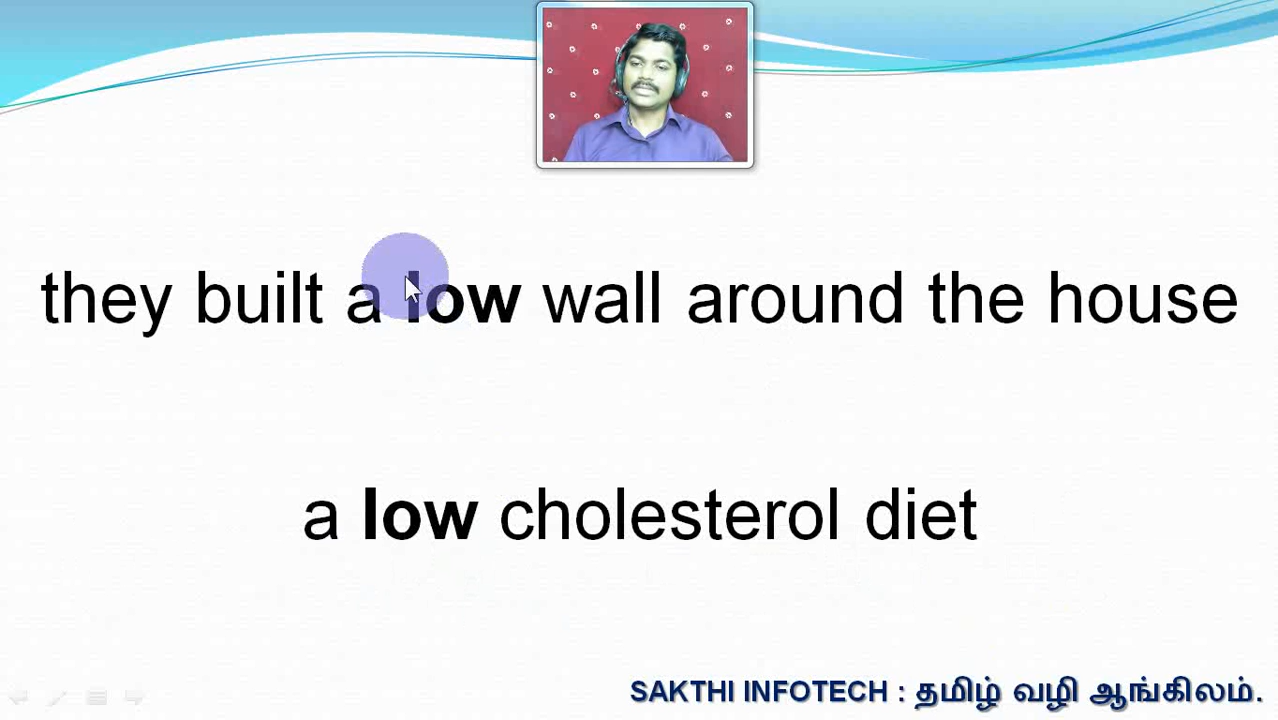 they built a low wall around the house
a low cholesterol diet
SAKTHI INFOTECH : தமிழ் வழி ஆங்கிலம்.